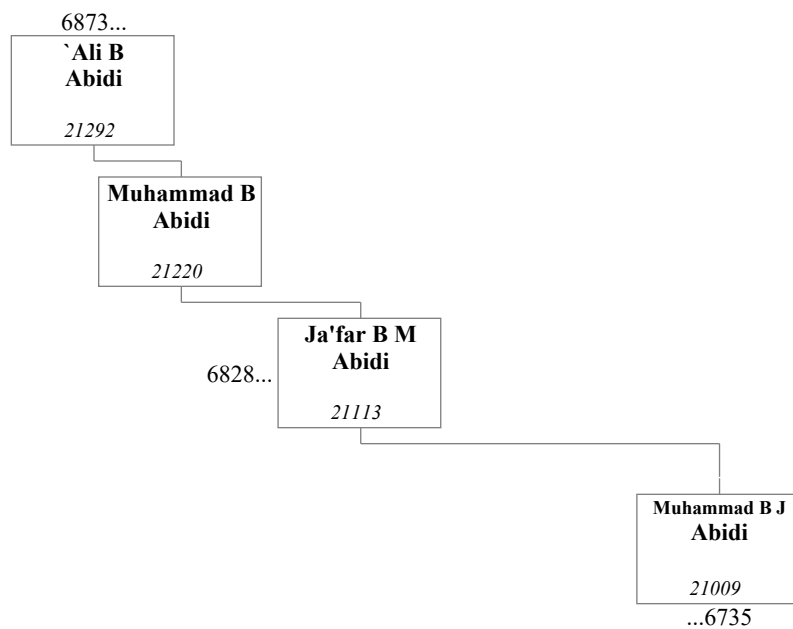 6873...
`Ali B
Abidi
21292
Muhammad B
Abidi
21220
Ja'far B M
Abidi
6828...
21113
Muhammad B J
Abidi
21009
...6735